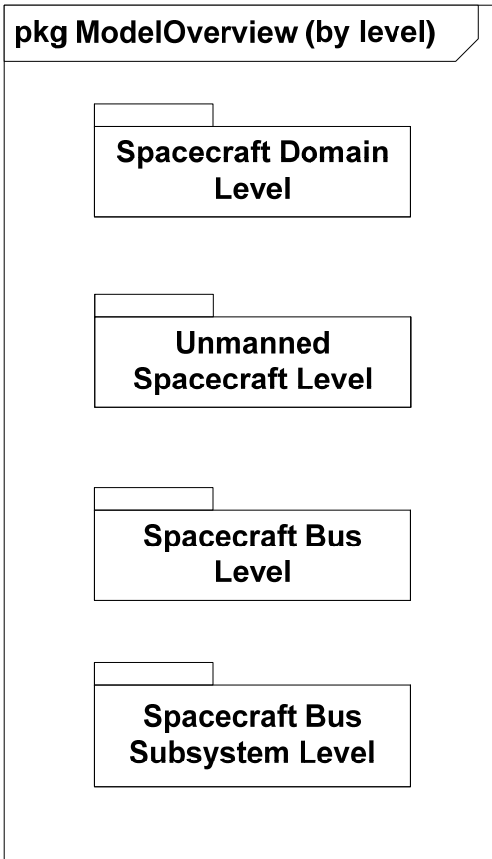 pkg ModelOverview (by level)
Spacecraft Domain
Level
Unmanned
Spacecraft Level
Spacecraft Bus
Level
Spacecraft Bus
Subsystem Level